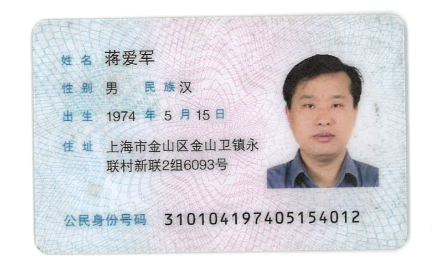 姓名 蒋爱军
性别 男 民族 汉
出生 1974 年 5 月 15 日
住址 上海市金山区金山卫镇永
联村新联2组6093号
公民身份号码 310104197405154012